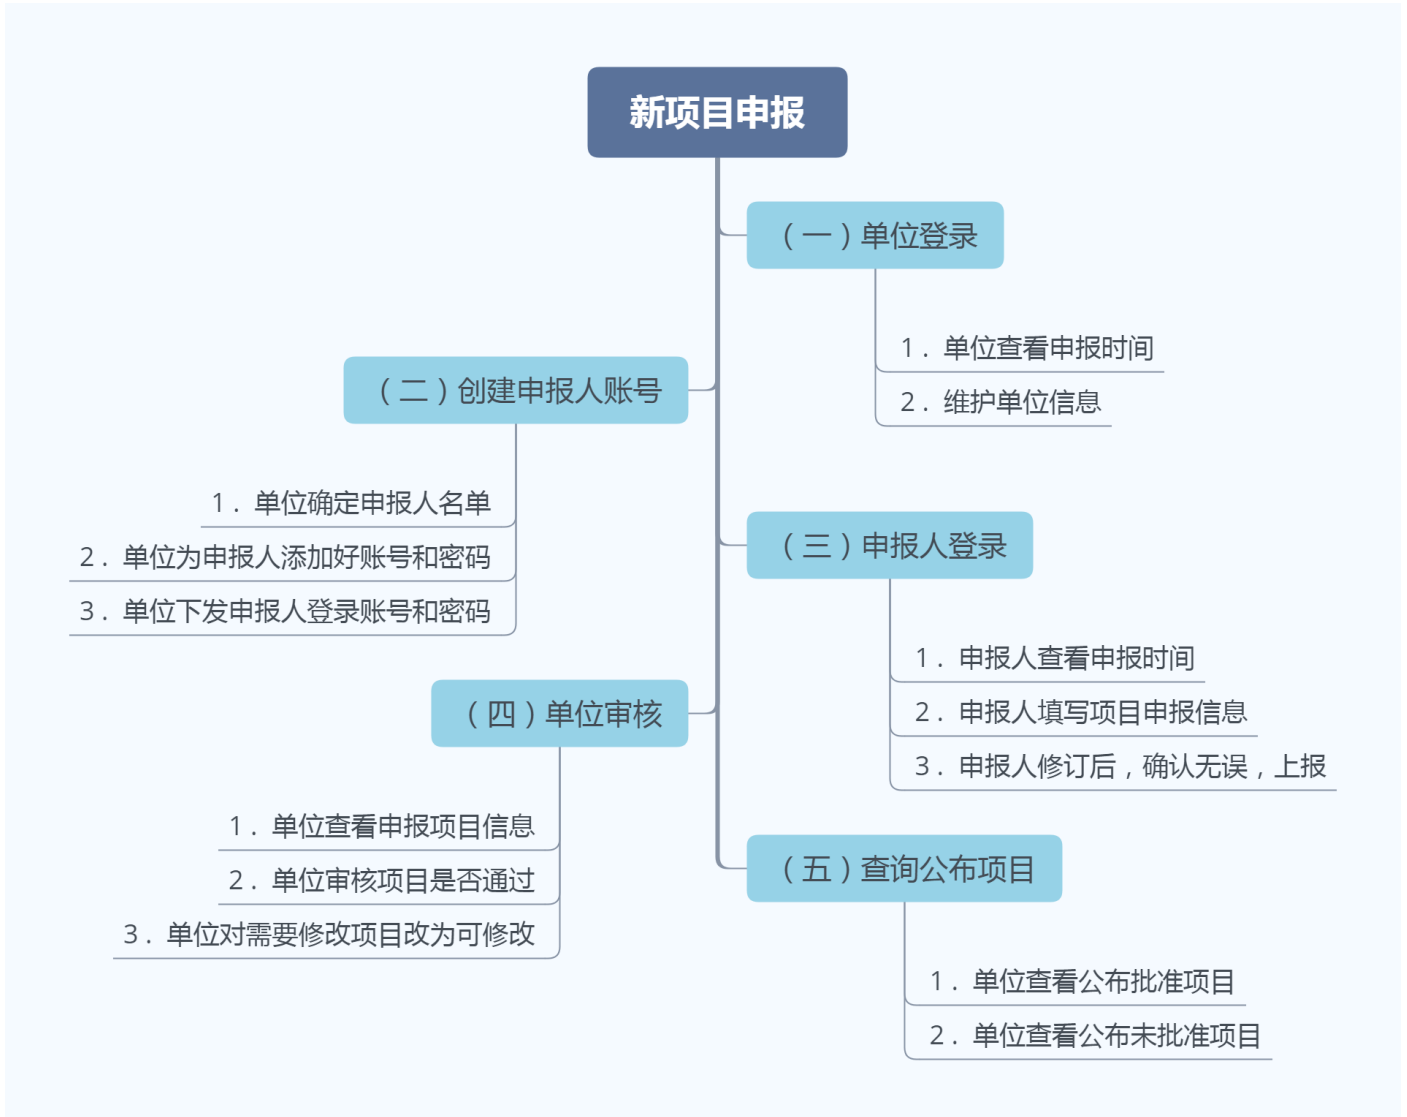 新项目申报
（一）单位登录
1. 单位查看申报时间
2. 维护单位信息
（二）创建申报人账号
1. 单位确定申报人名单
2. 单位为申报人添加好账号和密码
3. 单位下发申报人登录账号和密码
（三）申报人登录
1. 申报人查看申报时间
2. 申报人填写项目申报信息
3. 申报人修订后，确认无误，上报
（四）单位审核
1. 单位查看申报项目信息
2. 单位审核项目是否通过
3. 单位对需要修改项目改为可修改
（五）查询公布项目
1. 单位查看公布批准项目
2. 单位查看公布未批准项目